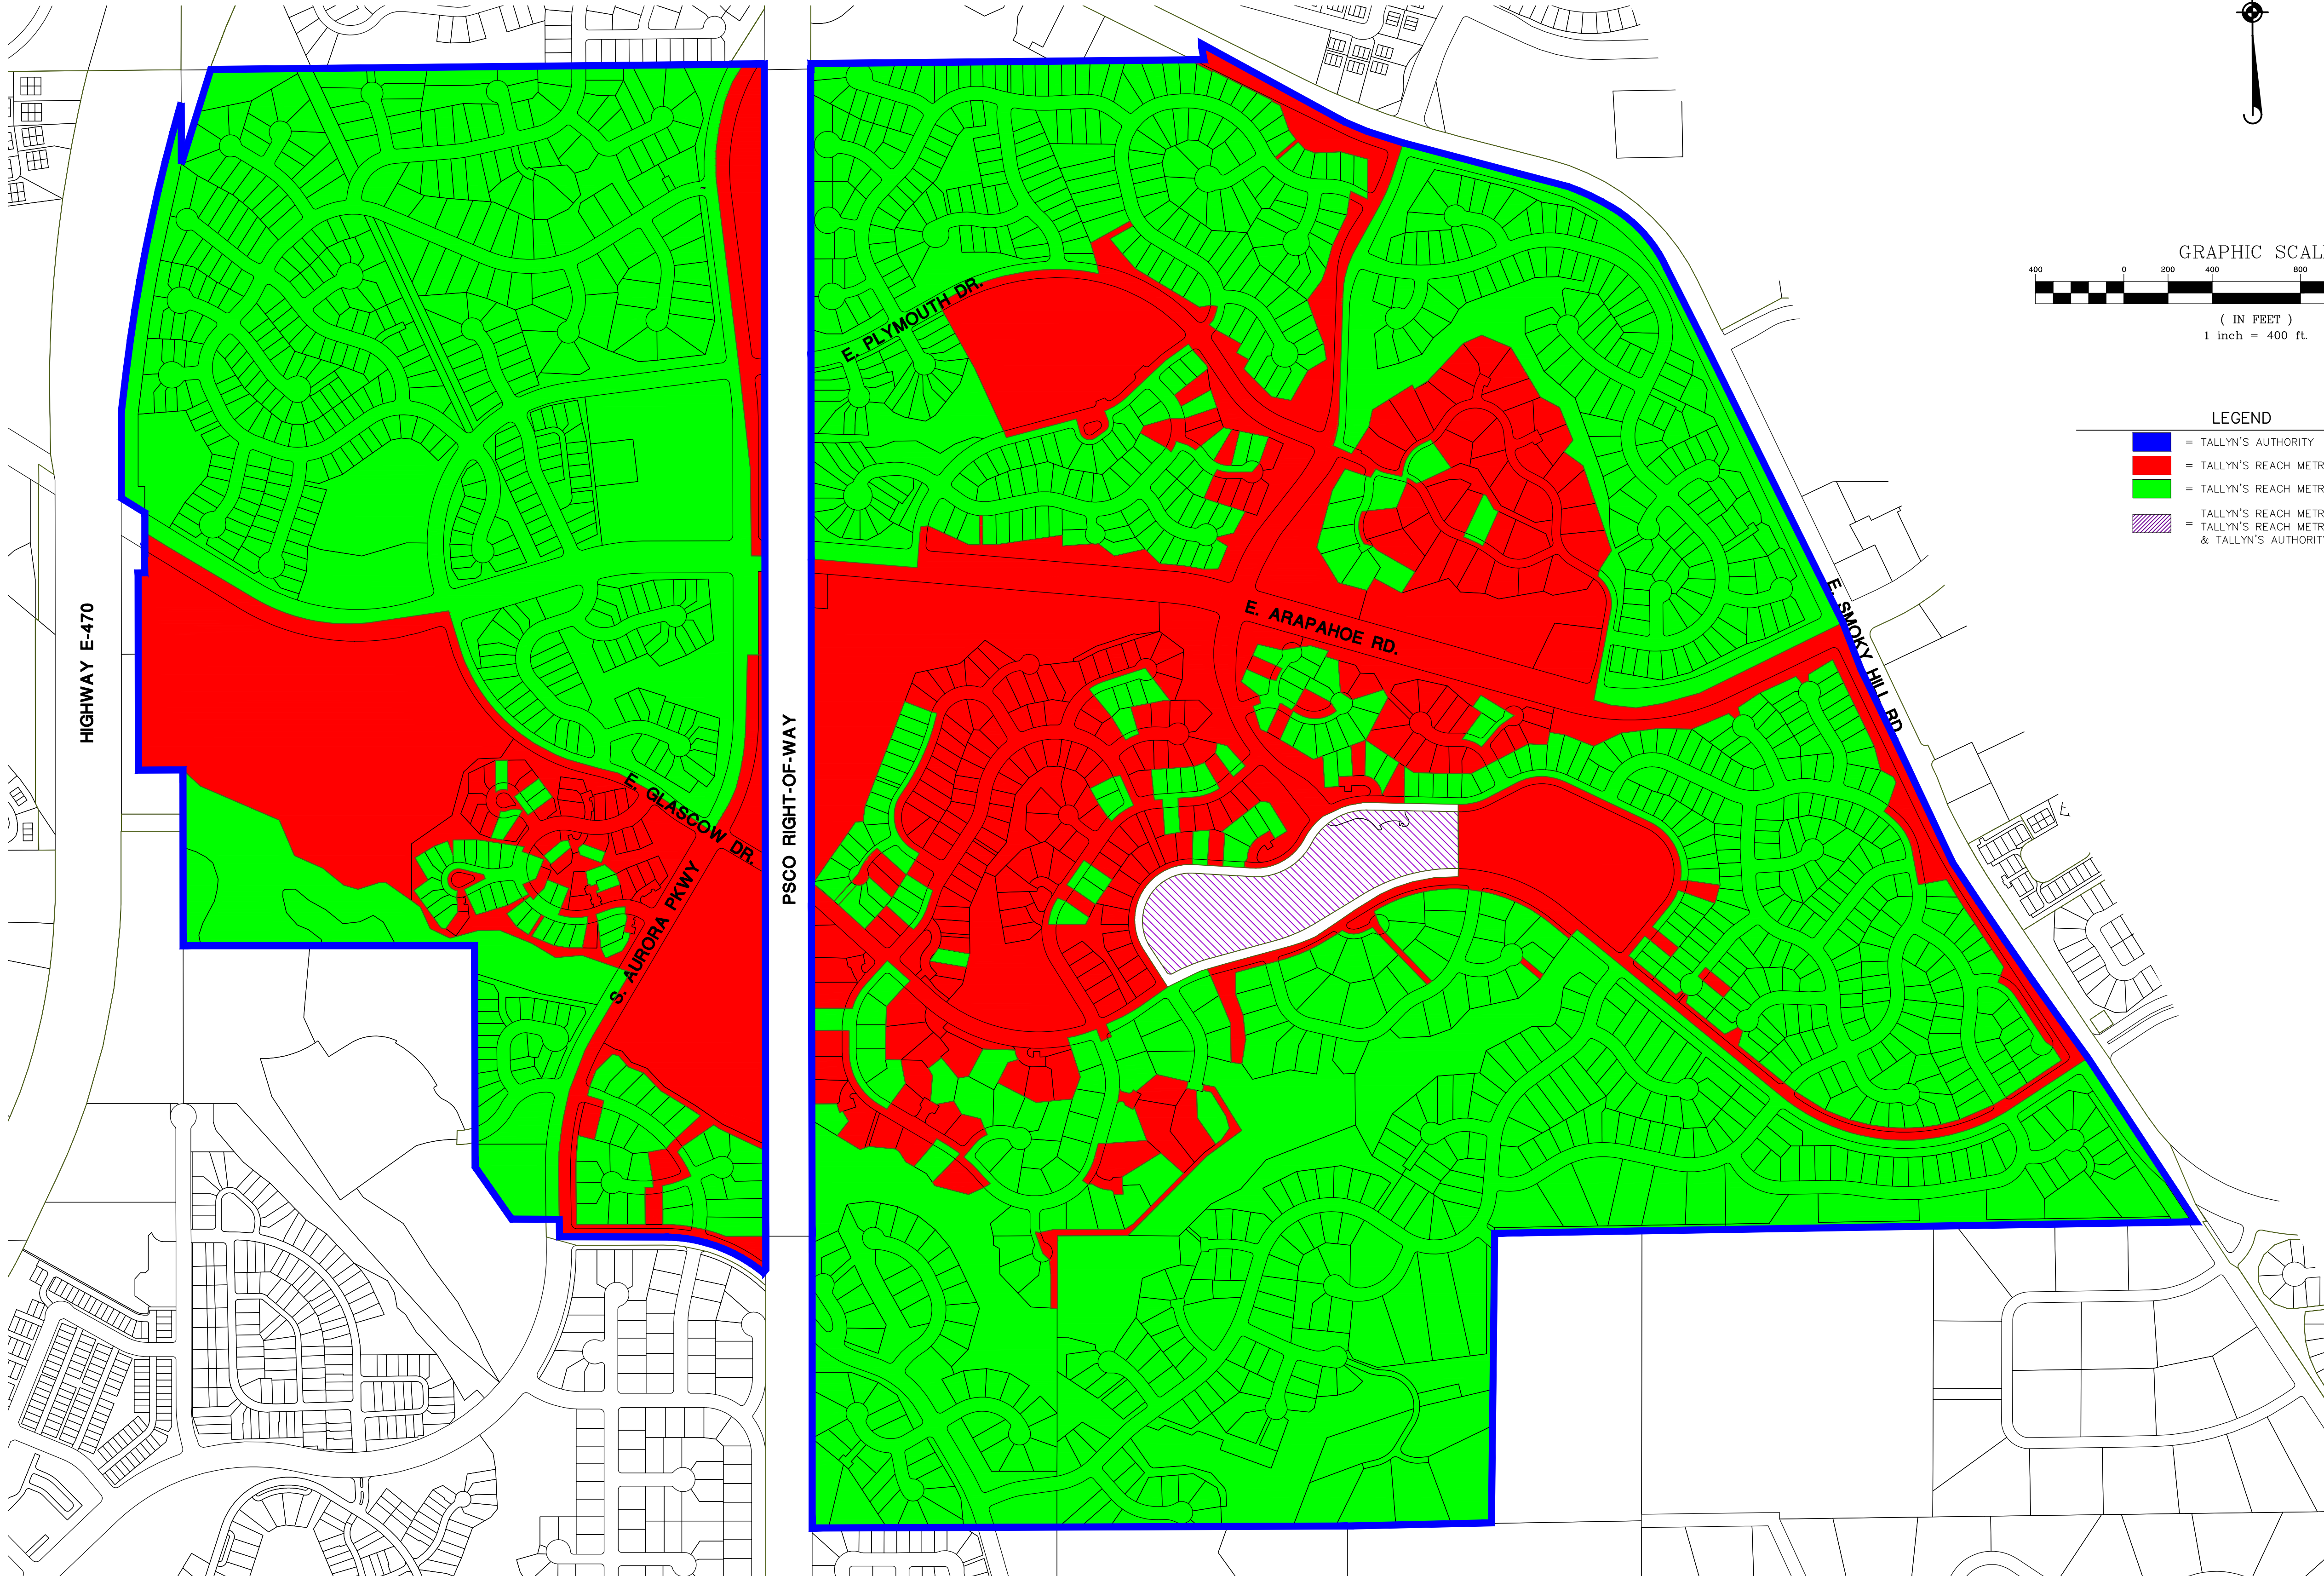 GRAPHIC SCAL
400 0 200 400 800
( IN FEET )
1 inch = 400 ft.
LEGEND
= TALLYN'S AUTHORITY
= TALLYN'S REACH METR
= TALLYN'S REACH METR
TALLYN'S REACH METR
= TALLYN'S REACH METR
& TALLYN'S AUTHORIT
E. PLYMOUTH DR.
E. ARAPAHOE RD.
E. SMOKY HILL RD
HIGHWAY E-470
PSCO RIGHT-OF-WAY
E. GLASCOW DR.
S. AURORA PKWY